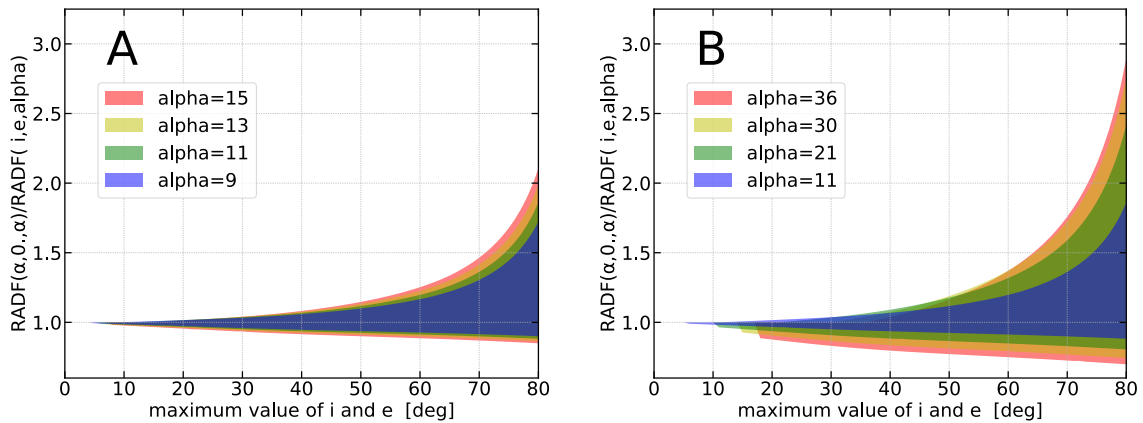 A
RADF(α,0.,α)/RADF( i,e,alpha)
3.0
2.5
2.0
1.5
1.0
alpha=15
alpha=13
alpha=11
alpha=9
0 10 20 30 40 50 60 70 80
maximum value of i and e [deg]
B
RADF(α,0.,α)/RADF( i,e,alpha)
3.0
2.5
2.0
1.5
1.0
alpha=36
alpha=30
alpha=21
alpha=11
0 10 20 30 40 50 60 70 80
maximum value of i and e [deg]